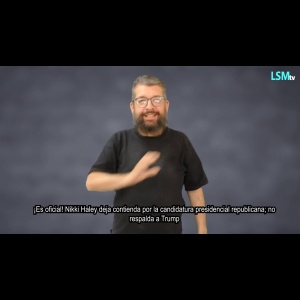 LSMtv
¡Es oficial! Nikki Haley deja contienda por la candidatura presidencial republicana; no
respalda a Trump